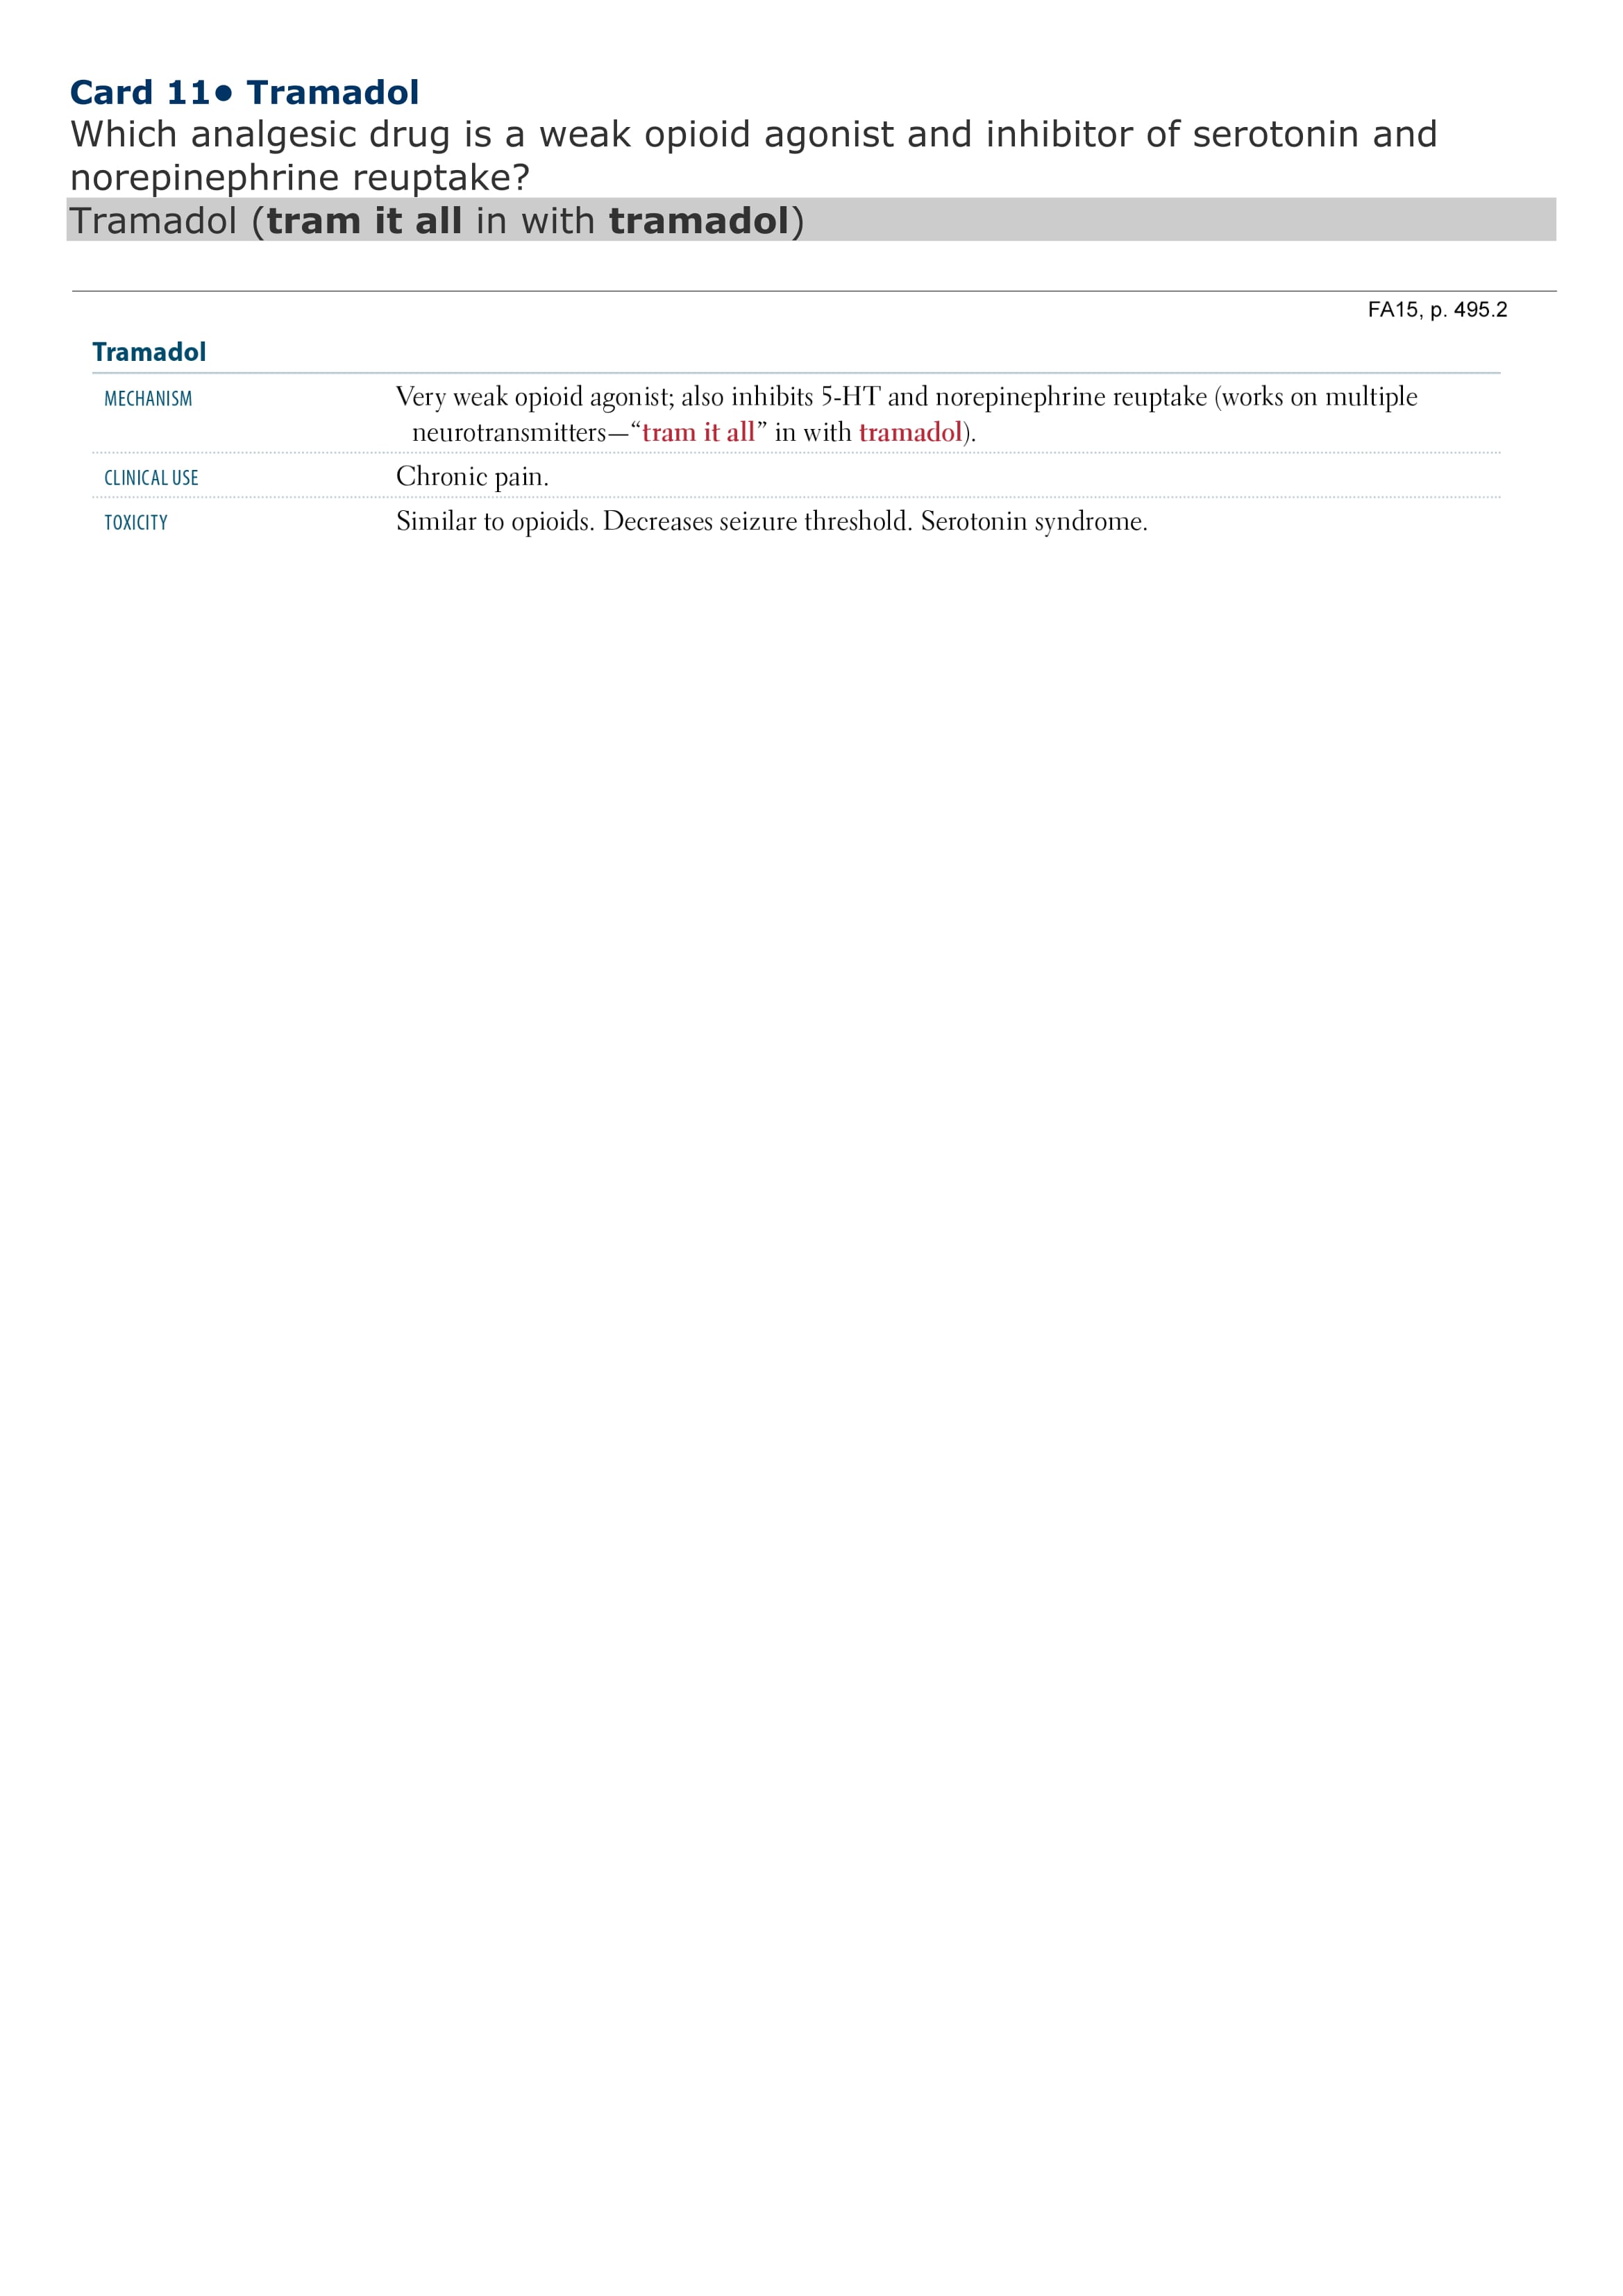 Card 11● Tramadol
Which analgesic drug is a weak opioid agonist and inhibitor of serotonin and
norepinephrine reuptake?
Tramadol (tram it all in with tramadol)
FA15, p. 495.2
Tramadol
MECHANISM Very weak opioid agonist; also inhibits 5-HT and norepinephrine reuptake (works on multiple
neurotransmitters—“tram it all” in with tramadol).
CLINICAL USE Chronic pain.
TOXICITY Similar to opioids. Decreases seizure threshold. Serotonin syndrome.